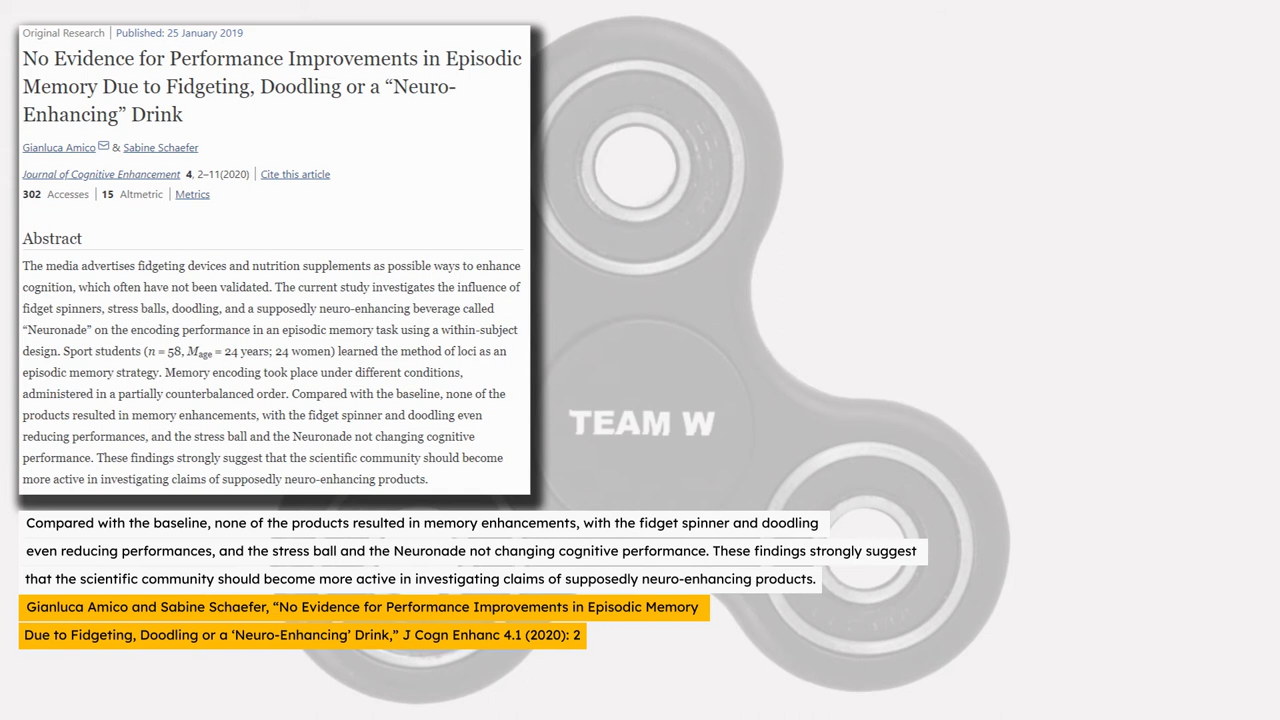 Original Research | Published: 25 January 2019
No Evidence for Performance Improvements in Episodic
Memory Due to Fidgeting, Doodling or a “Neuro-
Enhancing” Drink
Gianluca Amico & Sabine Schaefer
Journal of Cognitive Enhancement 4, 2–11(2020) | Cite this article
302 Accesses | 15 Altmetric | Metrics
Abstract
The media advertises fidgeting devices and nutrition supplements as possible ways to enhance
cognition, which often have not been validated. The current study investigates the influence of
fidget spinners, stress balls, doodling, and a supposedly neuro-enhancing beverage called
“Neuronade” on the encoding performance in an episodic memory task using a within-subject
design. Sport students (n = 58, Mage = 24 years; 24 women) learned the method of loci as an
episodic memory strategy. Memory encoding took place under different conditions,
administered in a partially counterbalanced order. Compared with the baseline, none of the
products resulted in memory enhancements, with the fidget spinner and doodling even
reducing performances, and the stress ball and the Neuronade not changing cognitive
performance. These findings strongly suggest that the scientific community should become
more active in investigating claims of supposedly neuro-enhancing products.
TEAM W
Compared with the baseline, none of the products resulted in memory enhancements, with the fidget spinner and doodling
even reducing performances, and the stress ball and the Neuronade not changing cognitive performance. These findings strongly suggest
that the scientific community should become more active in investigating claims of supposedly neuro-enhancing products.
Gianluca Amico and Sabine Schaefer, “No Evidence for Performance Improvements in Episodic Memory
Due to Fidgeting, Doodling or a ‘Neuro-Enhancing’ Drink,” J Cogn Enhanc 4.1 (2020): 2